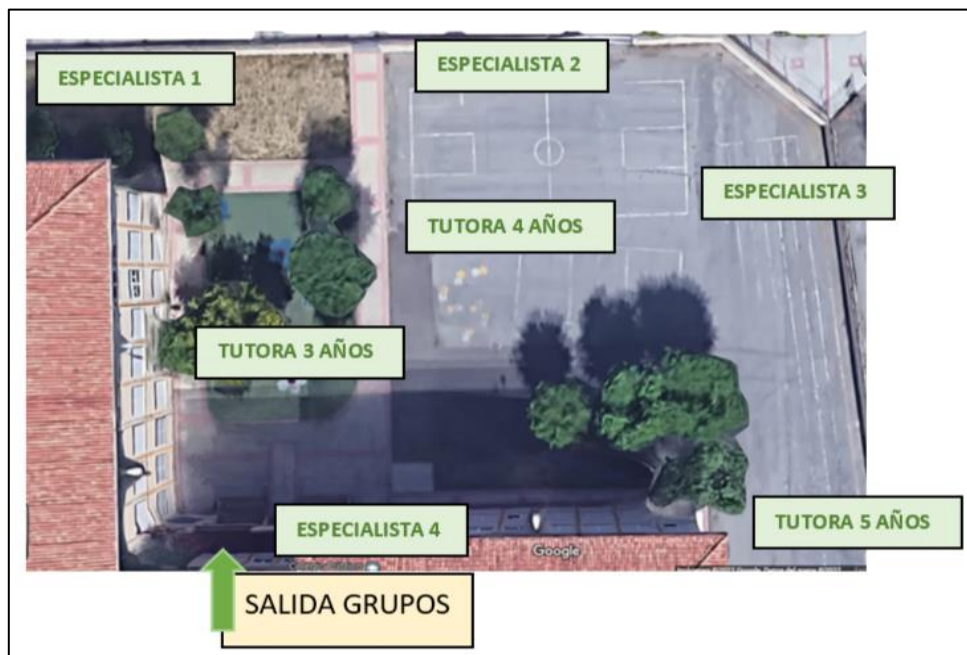 ESPECIALISTA 1
ESPECIALISTA 2
ESPECIALISTA 3
TUTORA 4 AÑOS
TUTORA 3 AÑOS
ESPECIALISTA 4
TUTORA 5 AÑOS
Google
SALIDA GRUPOS